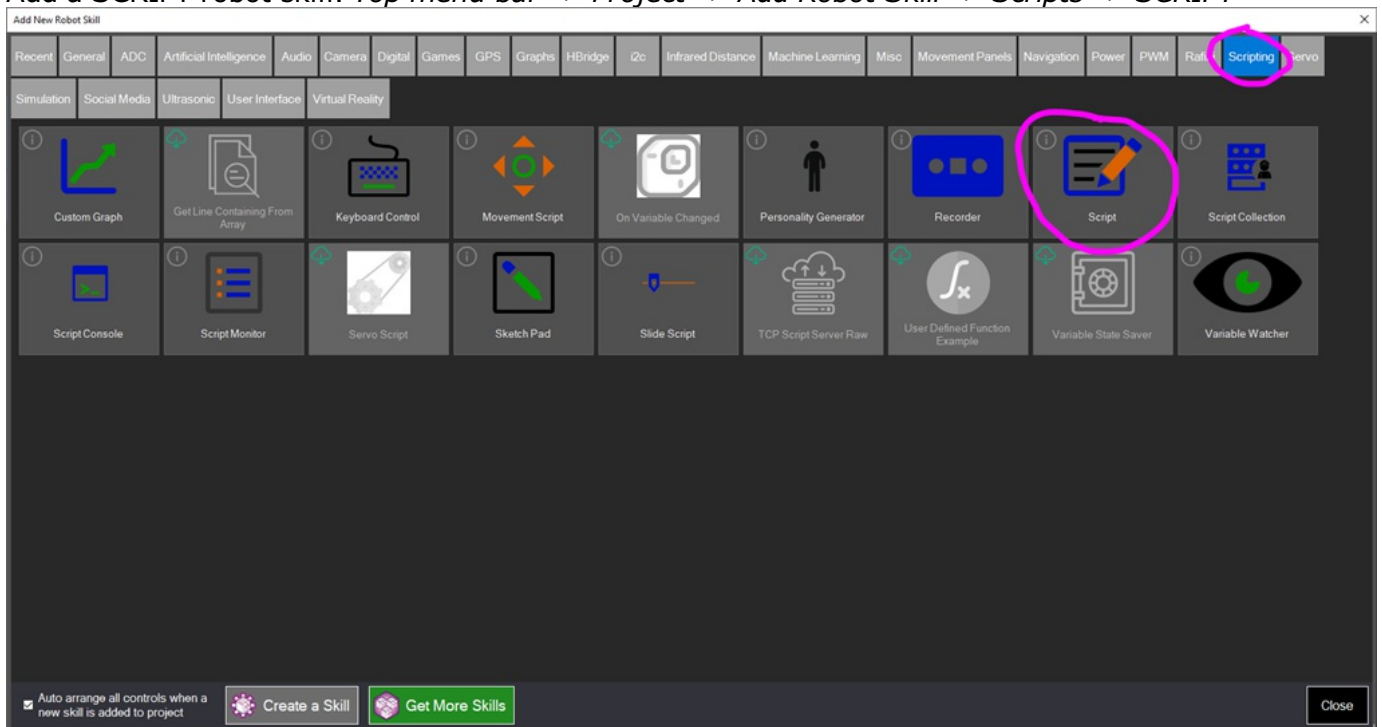 Add a SCRIPT robot skill: Top menu bar -> Project -> Add Robot Skill -> Scripts -> SCRIPT
Add New Robot Skill
Recent General ADC Artificial Intelligence Audio Camera Digital Games GPS Graphs HBridge i2c Infrared Distance Machine Learning Misc Movement Panels Navigation Power PWM Scripting Servo
Simulation Social Media Ultrasonic User Interface Virtual Reality
Custom Graph
Get Line Containing From
Array
Keyboard Control
Movement Script
On Variable Changed
Personality Generator
Recorder
Script
Script Collection
Script Console
Script Monitor
Servo Script
Sketch Pad
Slide Script
TCP Script Server Raw
User Defined Function
Example
Variable State Saver
Variable Watcher
Auto arrange all controls when a
new skill is added to project
Create a Skill
Get More Skills
Close